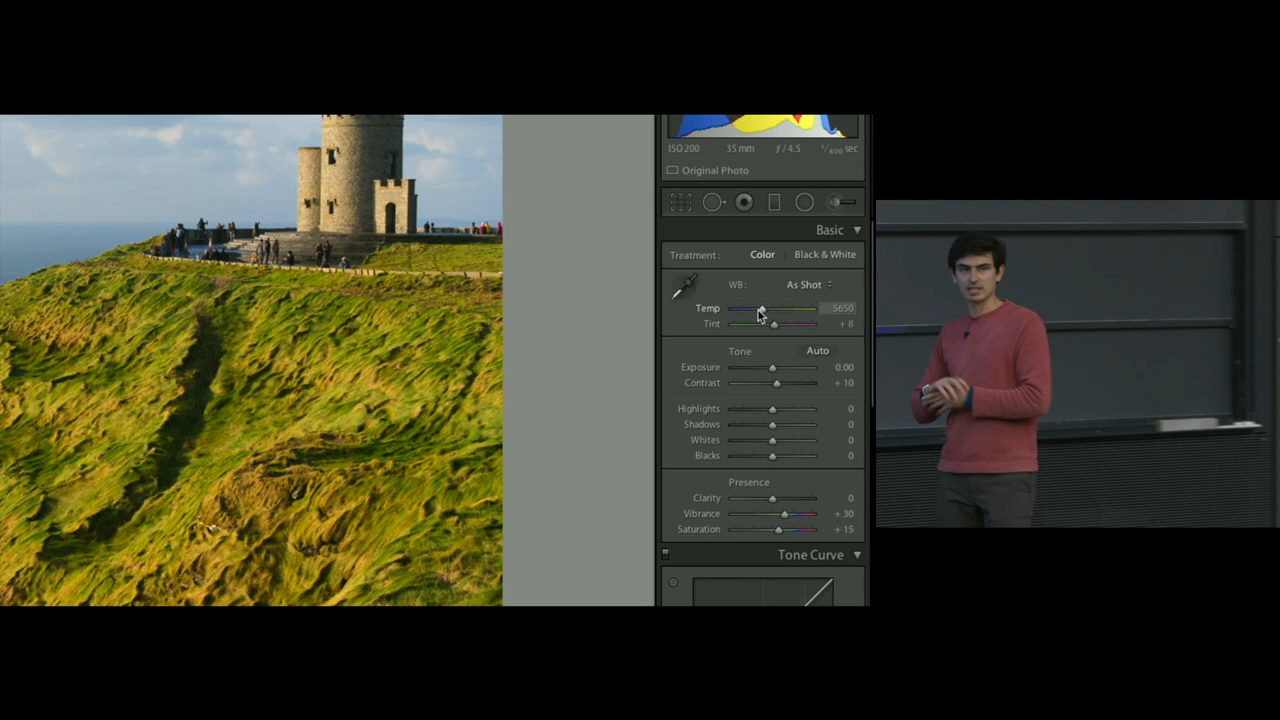 ISO 200 35 mm ƒ / 4.5 1/800 sec
Original Photo
Basic
Treatment : Color Black & White
WB: As Shot
Temp 5650
Tint + 8
Tone Auto
Exposure 0.00
Contrast + 10
Highlights 0
Shadows 0
Whites 0
Blacks 0
Presence
Clarity 0
Vibrance + 30
Saturation + 15
Tone Curve